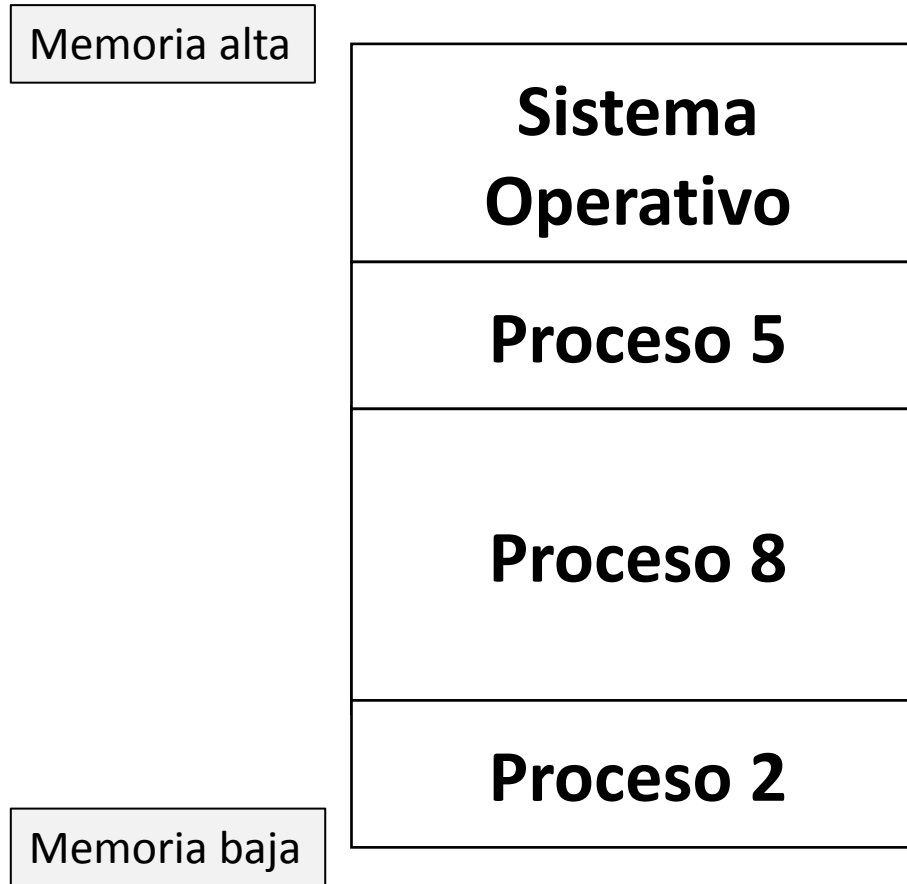 Memoria alta
Sistema
Operativo
Proceso 5
Proceso 8
Proceso 2
Memoria baja